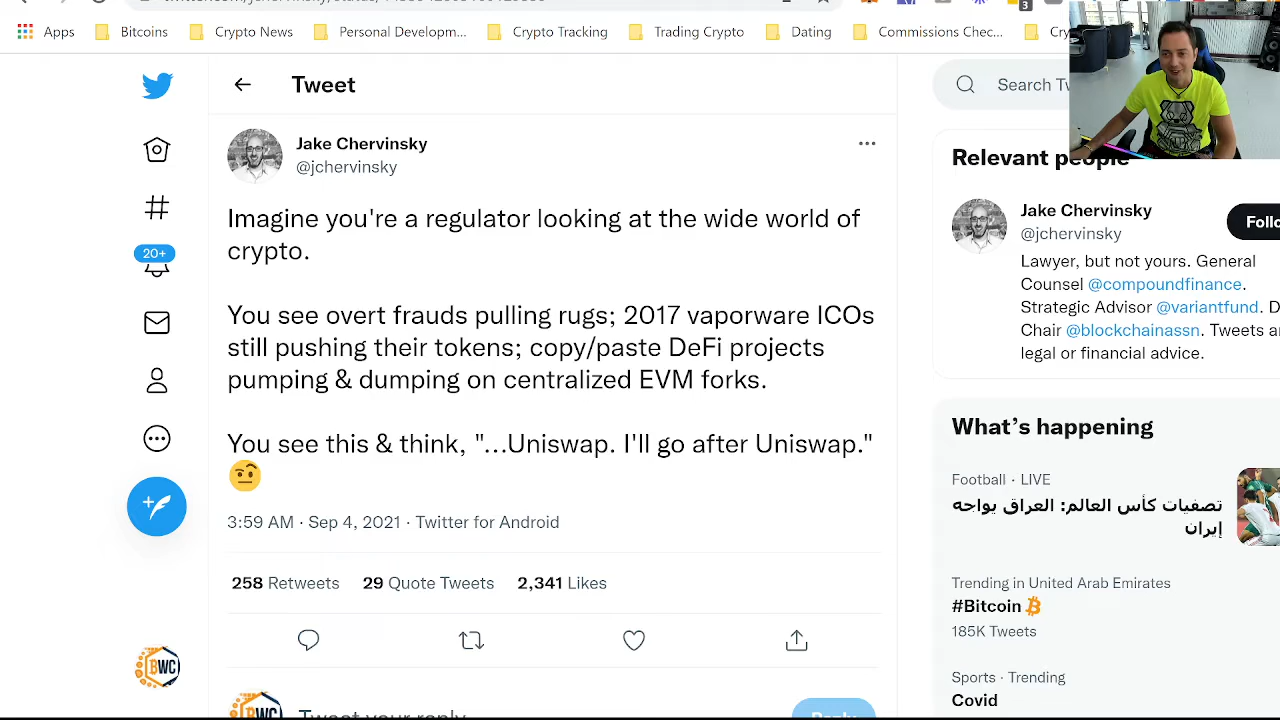 Apps
Bitcoins
Crypto News
Personal Developm...
Crypto Tracking
Trading Crypto
Dating
Commissions Chec...
3
Tweet
Search Tw
Jake Chervinsky
@jchervinsky
Imagine you're a regulator looking at the wide world of
crypto.
You see overt frauds pulling rugs; 2017 vaporware ICOs
still pushing their tokens; copy/paste DeFi projects
pumping & dumping on centralized EVM forks.
You see this & think, "...Uniswap. I'll go after Uniswap."
🤨
3:59 AM · Sep 4, 2021 · Twitter for Android
258 Retweets 29 Quote Tweets 2,341 Likes
20+
BWC
BWC
Tweet your reply
Reply
Relevant people
Jake Chervinsky
@jchervinsky
Follo
Lawyer, but not yours. General
Counsel @compoundfinance.
Strategic Advisor @variantfund. D
Chair @blockchainassn. Tweets a
legal or financial advice.
What's happening
Football · LIVE
تصفيات كأس العالم: العراق يواجه
إيران
Trending in United Arab Emirates
#Bitcoin
185K Tweets
Sports · Trending
Covid